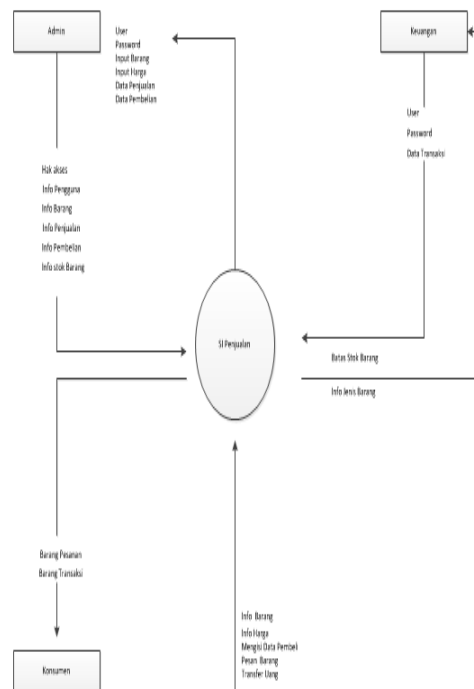 Admin
User
Password
Input Barang
Input Harga
Data Penjualan
Data Pembelian
Keuangan
User
Password
Data Transaksi
Hak akses
Info Pengguna
Info Barang
Info Penjualan
Info Pembelian
Info stok Barang
SI Penjualan
Batas Stok Barang
Info Jenis Barang
Barang Pesanan
Barang Transaksi
Info Barang
Info Harga
Mengisi Data Pembeli
Pesan Barang
Transfer Uang
Konsumen